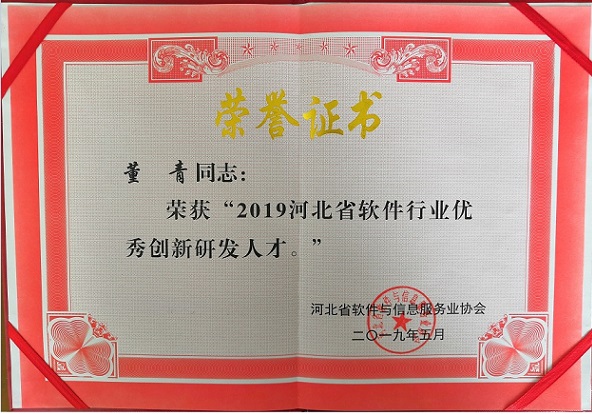 荣誉证书
董 青同志：
荣获“2019河北省软件行业优
秀创新研发人才。”
河北省软件与信息服务业协会
二〇一九年五月